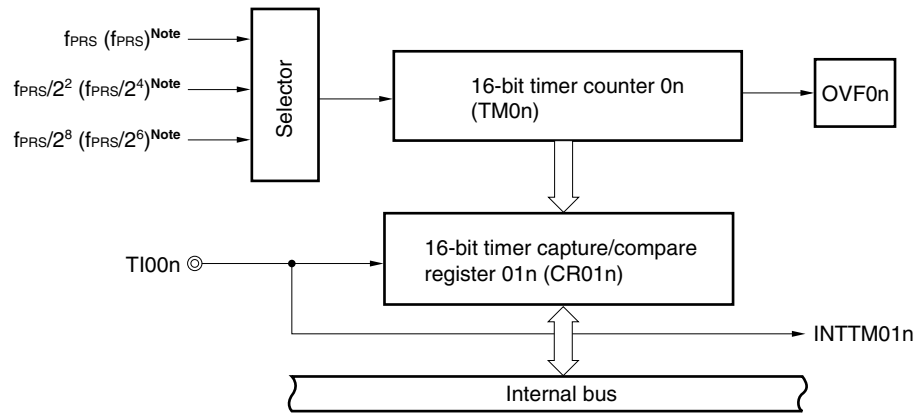 fPRS (fPRS)Note
fPRS/2² (fPRS/2⁴)Note
fPRS/2⁸ (fPRS/2⁶)Note
Selector
16-bit timer counter 0n
(TM0n)
OVF0n
TI00n
16-bit timer capture/compare
register 01n (CR01n)
INTTM01n
Internal bus